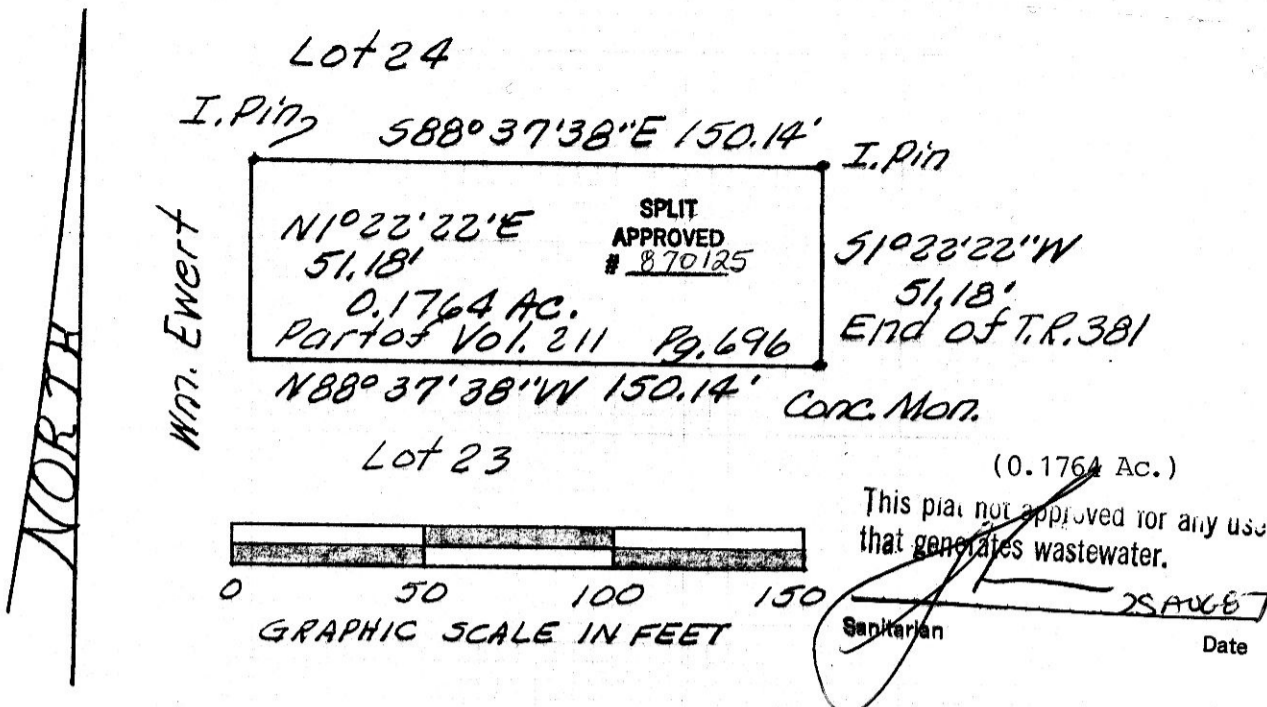 NORTH
Lot 24
I.Pin
S88°37'38"E 150.14'
I.Pin
Wm. Ewert
N1°22'22'E
51.18'
0.1764 AC.
Part of Vol. 211 Pg. 696
SPLIT
APPROVED
# 870125
S1°22'22"W
51.18'
End of T.R. 381
N88°37'38"W 150.14'
Conc. Mon.
Lot 23
0 50 100 150
GRAPHIC SCALE IN FEET
(0.1764 Ac.)
This plat not approved for any use
that generates wastewater.
25 AUG 87
Sanitarian
Date